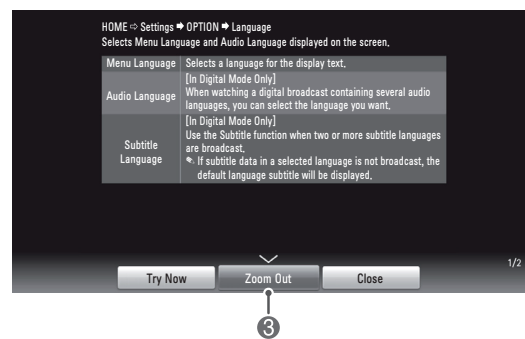 HOME ⇨ Settings ➡ OPTION ➡ Language
Selects Menu Language and Audio Language displayed on the screen.
Menu Language Selects a language for the display text.
Audio Language
[In Digital Mode Only]
When watching a digital broadcast containing several audio
languages, you can select the language you want.
Subtitle
Language
[In Digital Mode Only]
Use the Subtitle function when two or more subtitle languages
are broadcast.
✎ If subtitle data in a selected language is not broadcast, the
default language subtitle will be displayed.
1/2
Try Now Zoom Out Close
3